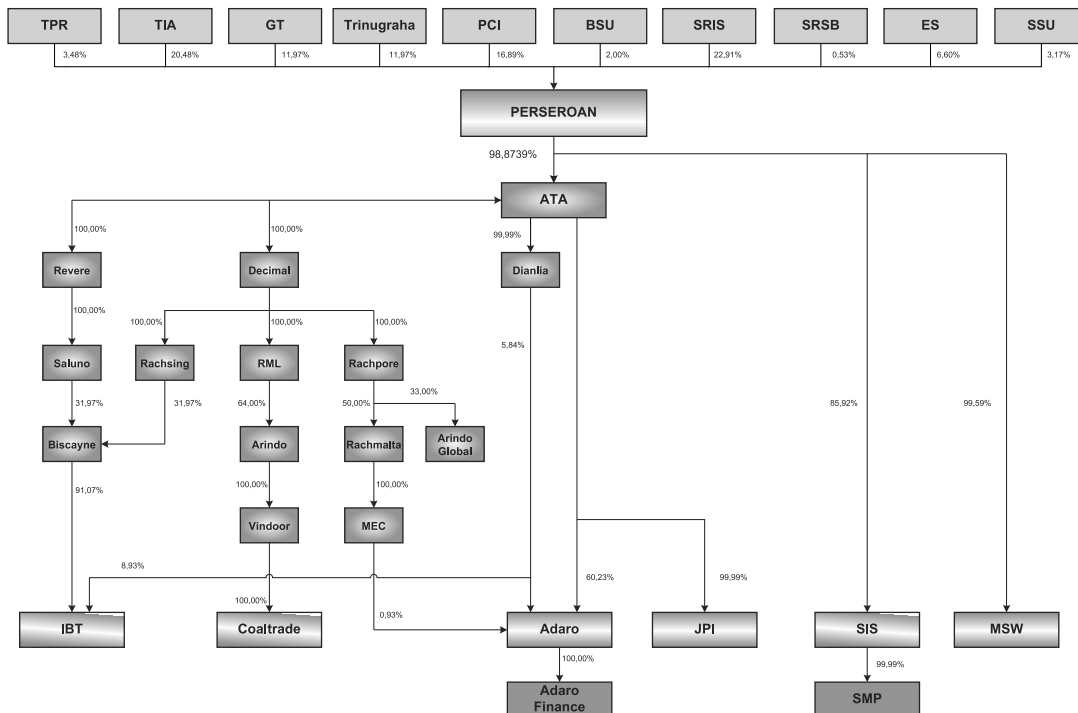 TPR TIA GT Trinugraha PCI BSU SRIS SRSB ES SSU
3,48% 20,48% 11,97% 11,97% 16,89% 2,00% 22,91% 0,53% 6,60% 3,17%
PERSEROAN
98,8739%
ATA
100,00% 100,00% 99,99%
Revere Decimal Dianlia
100,00% 100,00% 100,00% 100,00%
5,84%
Saluno Rachsing RML Rachpore
33,00%
31,97% 31,97% 64,00% 50,00% 85,92% 99,59%
Biscayne Arindo Rachmalta Arindo
Global
91,07% 100,00% 100,00%
Vindoor MEC
8,93% 60,23% 99,99%
100,00% 0,93%
IBT Coaltrade Adaro JPI SIS MSW
100,00% 99,99%
Adaro
Finance
SMP